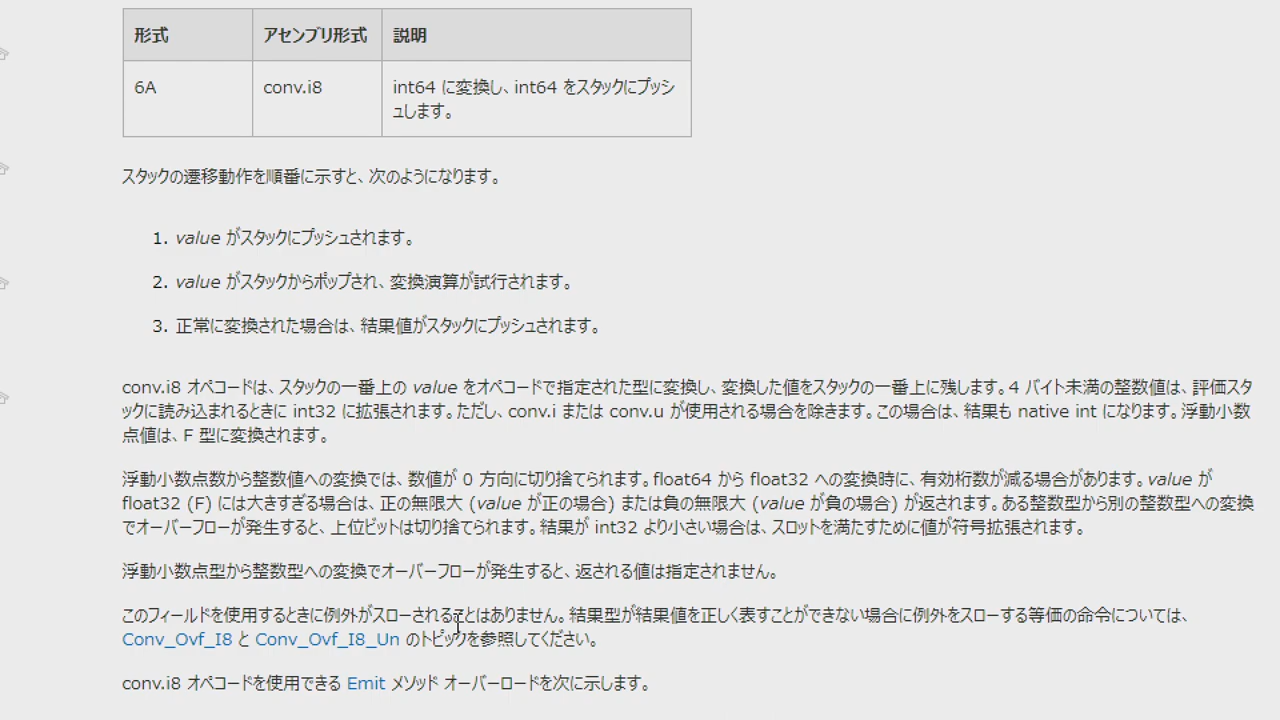 形式 アセンブリ形式 説明
6A conv.i8 int64 に変換し、int64 をスタックにプッシ
ュします。
スタックの遷移動作を順番に示すと、次のようになります。
1. value がスタックにプッシュされます。
2. value がスタックからポップされ、変換演算が試行されます。
3. 正常に変換された場合は、結果値がスタックにプッシュされます。
conv.i8 オペコードは、スタックの一番上の value をオペコードで指定された型に変換し、変換した値をスタックの一番上に残します。4 バイト未満の整数値は、評価スタ
ックに読み込まれるときに int32 に拡張されます。ただし、conv.i または conv.u が使用される場合を除きます。この場合は、結果も native int になります。浮動小数
点値は、F 型に変換されます。
浮動小数点数から整数値への変換では、数値が 0 方向に切り捨てられます。float64 から float32 への変換時に、有効桁数が減る場合があります。value が
float32 (F) には大きすぎる場合は、正の無限大 (value が正の場合) または負の無限大 (value が負の場合) が返されます。ある整数型から別の整数型への変換
でオーバーフローが発生すると、上位ビットは切り捨てられます。結果が int32 より小さい場合は、スロットを満たすために値が符号拡張されます。
浮動小数点型から整数型への変換でオーバーフローが発生すると、返される値は指定されません。
このフィールドを使用するときに例外がスローされることはありません。結果型が結果値を正しく表すことができない場合に例外をスローする等価の命令については、
Conv_Ovf_I8 と Conv_Ovf_I8_Un のトピックを参照してください。
conv.i8 オペコードを使用できる Emit メソッド オーバーロードを次に示します。